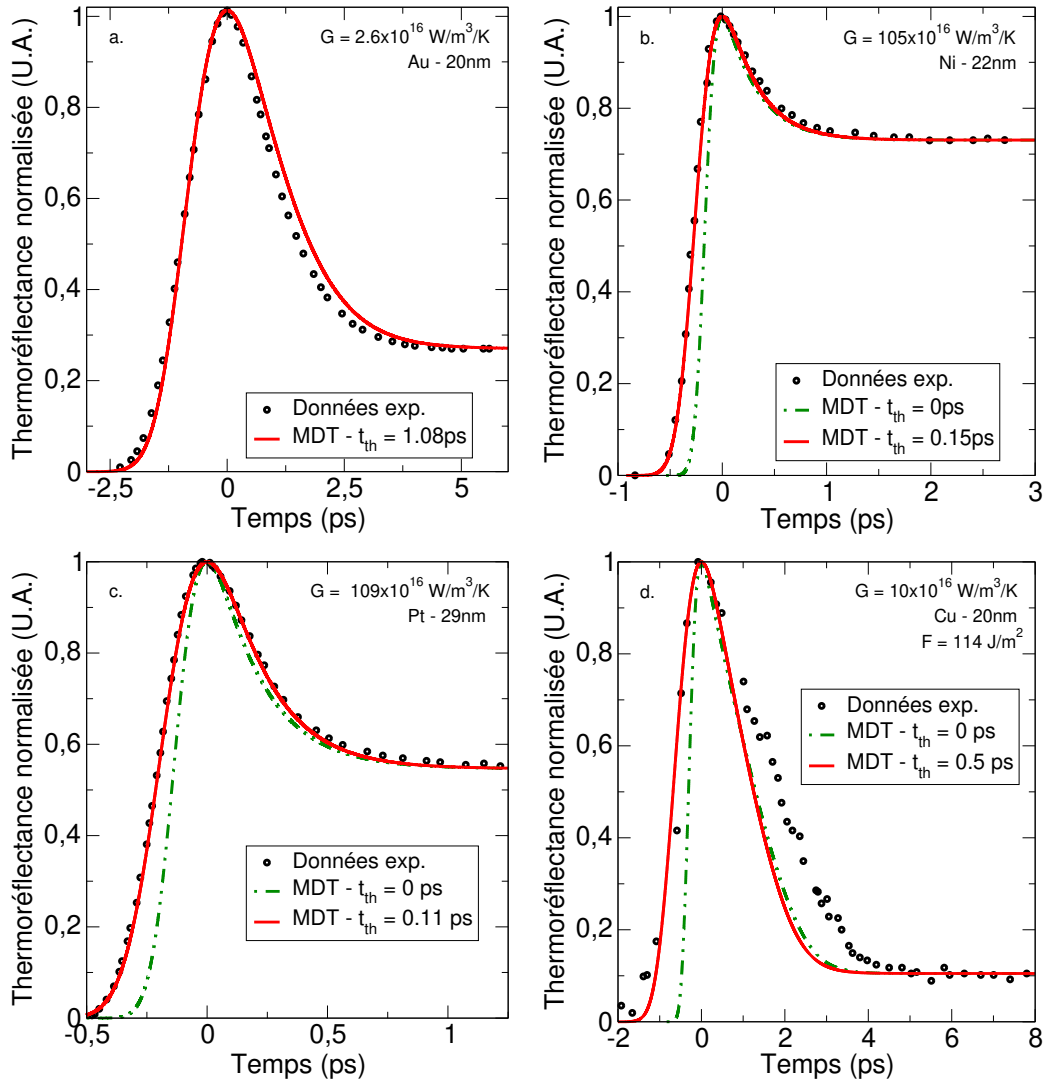 a.
G = 2.6x10^16 W/m^3/K
Au - 20nm
Thermoréflectance normalisée (U.A.)
1
0,8
0,6
0,4
0,2
0
Données exp.
MDT - t_th = 1.08ps
-2,5 0 2,5 5
Temps (ps)
b.
G = 105x10^16 W/m^3/K
Ni - 22nm
Thermoréflectance normalisée (U.A.)
1
0,8
0,6
0,4
0,2
0
Données exp.
MDT - t_th = 0ps
MDT - t_th = 0.15ps
-1 0 1 2 3
Temps (ps)
c.
G = 109x10^16 W/m^3/K
Pt - 29nm
Thermoréflectance normalisée (U.A.)
1
0,8
0,6
0,4
0,2
0
Données exp.
MDT - t_th = 0 ps
MDT - t_th = 0.11 ps
-0,5 0 0,5 1
Temps (ps)
d.
G = 10x10^16 W/m^3/K
Cu - 20nm
F = 114 J/m^2
Thermoréflectance normalisée (U.A.)
1
0,8
0,6
0,4
0,2
0
Données exp.
MDT - t_th = 0 ps
MDT - t_th = 0.5 ps
-2 0 2 4 6 8
Temps (ps)